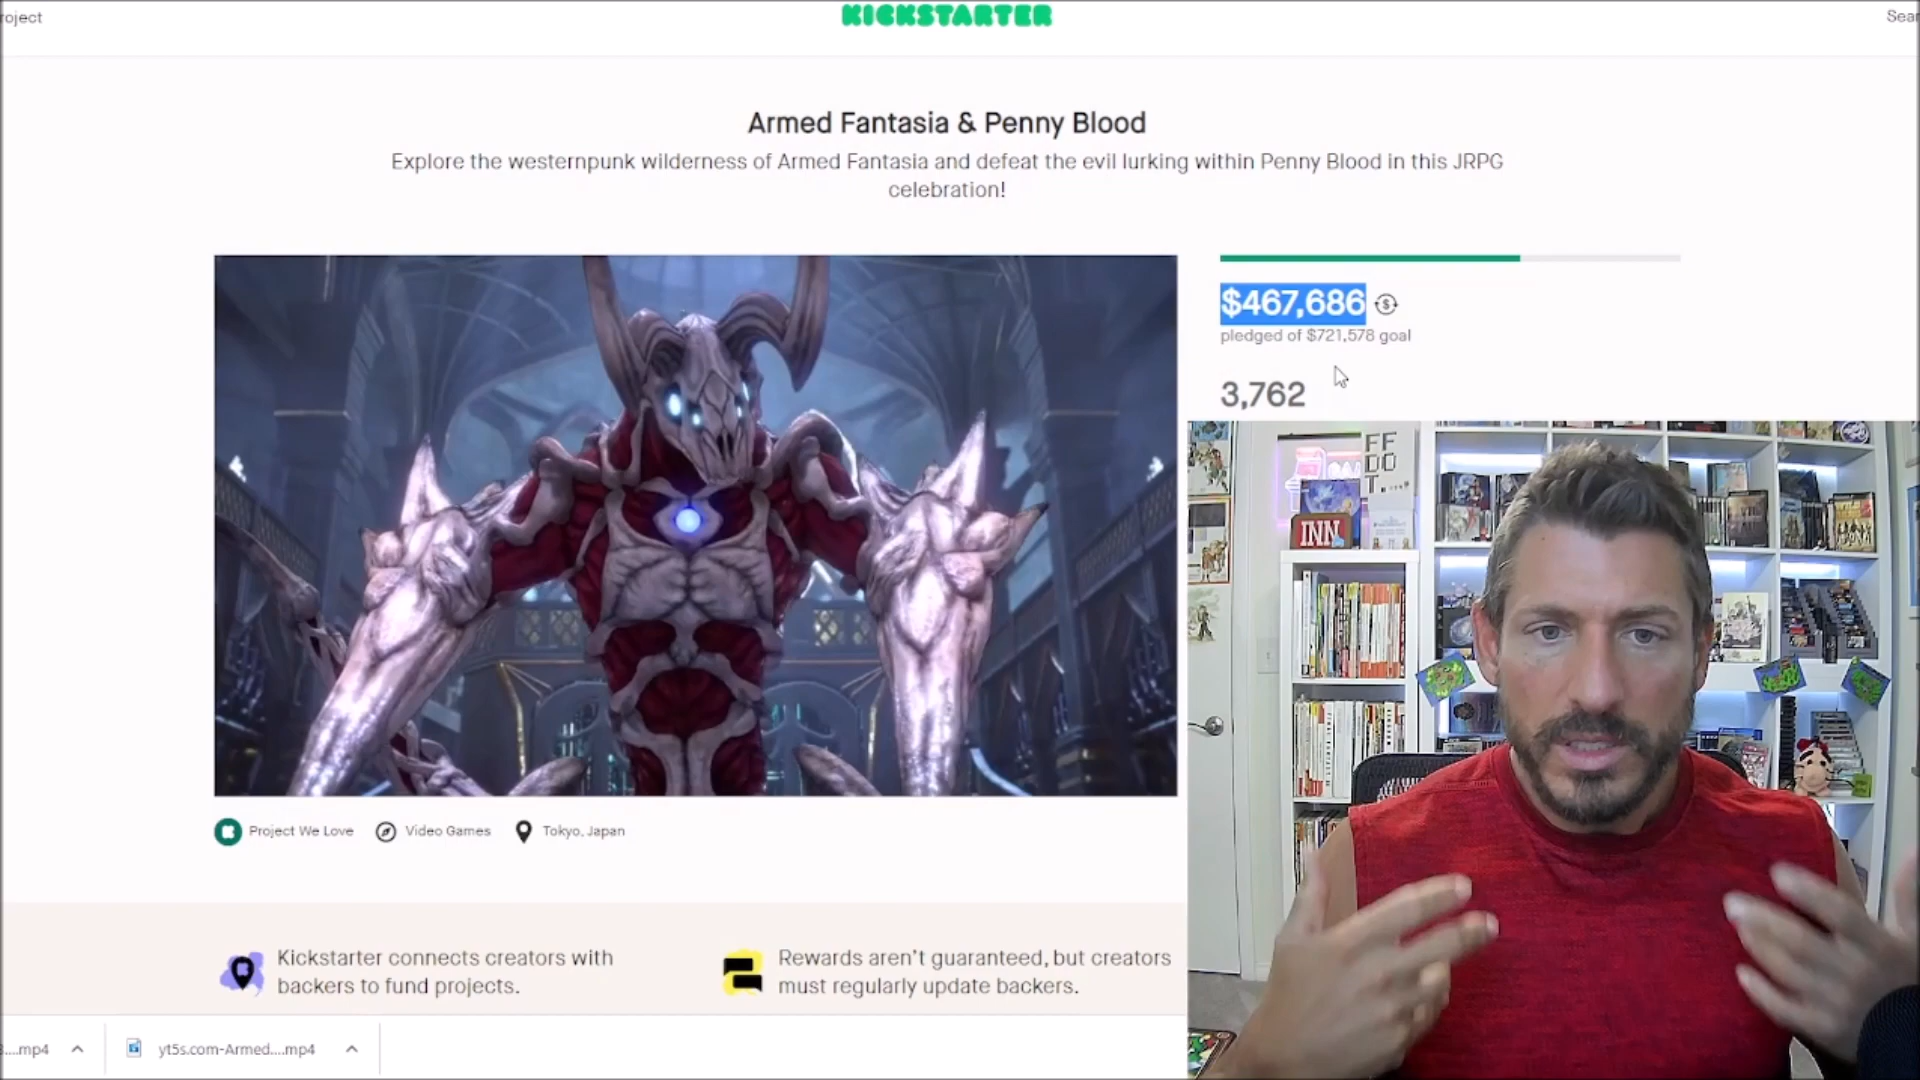 roject
KICKSTARTER
Sear
Armed Fantasia & Penny Blood
Explore the westernpunk wilderness of Armed Fantasia and defeat the evil lurking within Penny Blood in this JRPG
celebration!
$467,686
pledged of $721,578 goal
3,762
INN
Project We Love
Video Games
Tokyo, Japan
Kickstarter connects creators with
backers to fund projects.
Rewards aren't guaranteed, but creators
must regularly update backers.
....mp4
yt5s.com-Armed....mp4